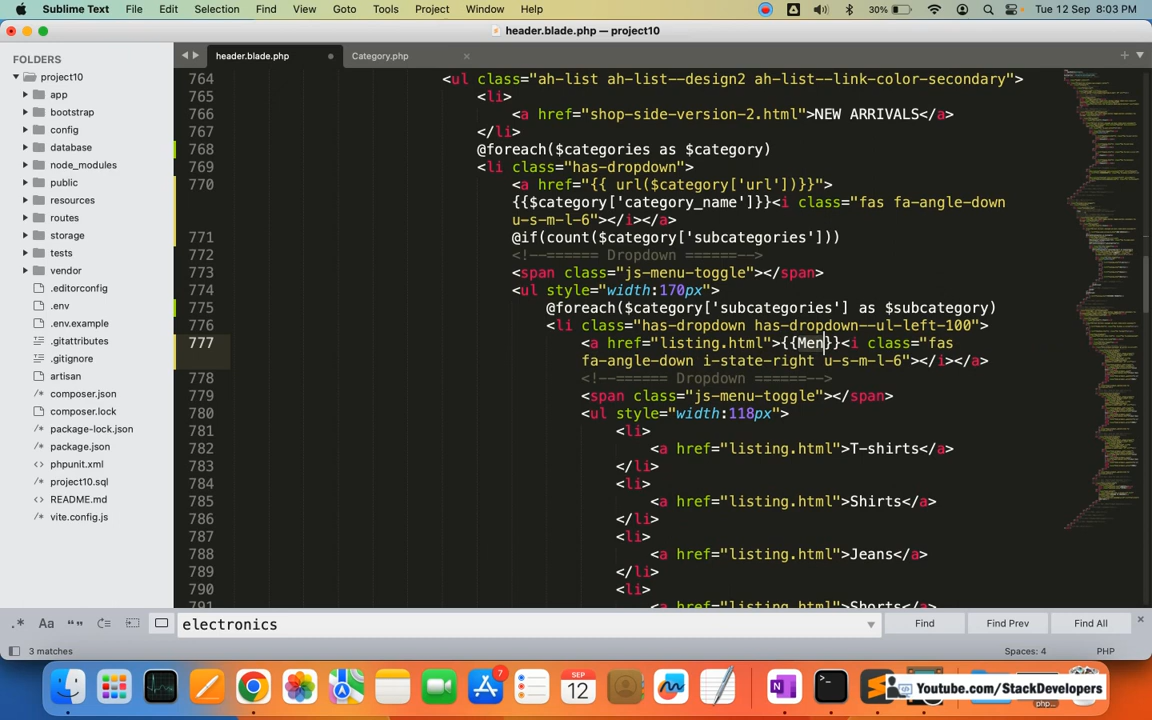 Sublime Text File Edit Selection Find View Goto Tools Project Window Help 30% Tue 12 Sep 8:03 PM
header.blade.php — project10
FOLDERS
project10
app
bootstrap
config
database
node_modules
public
resources
routes
storage
tests
vendor
.editorconfig
.env
.env.example
.gitattributes
.gitignore
artisan
composer.json
composer.lock
package-lock.json
package.json
phpunit.xml
project10.sql
README.md
vite.config.js
header.blade.php Category.php
764 <ul class="ah-list ah-list--design2 ah-list--link-color-secondary">
765 <li>
766 <a href="shop-side-version-2.html">NEW ARRIVALS</a>
767 </li>
768 @foreach($categories as $category)
769 <li class="has-dropdown">
770 <a href="{{ url($category['url'])}}">
{{$category['category_name']}}<i class="fas fa-angle-down
u-s-m-l-6"></i></a>
771 @if(count($category['subcategories']))
772 <!--====== Dropdown ======-->
773 <span class="js-menu-toggle"></span>
774 <ul style="width:170px">
775 @foreach($category['subcategories'] as $subcategory)
776 <li class="has-dropdown has-dropdown--ul-left-100">
777 <a href="listing.html">{{Men}}<i class="fas
fa-angle-down i-state-right u-s-m-l-6"></i></a>
778 <!--====== Dropdown ======-->
779 <span class="js-menu-toggle"></span>
780 <ul style="width:118px">
781 <li>
782 <a href="listing.html">T-shirts</a>
783 </li>
784 <li>
785 <a href="listing.html">Shirts</a>
786 </li>
787 <li>
788 <a href="listing.html">Jeans</a>
789 </li>
790 <li>
791 <a href="listing.html">Shorts</a>
electronics
Find Find Prev Find All
3 matches Spaces: 4 PHP
SEP
12
7
Youtube.com/StackDevelopers
php...